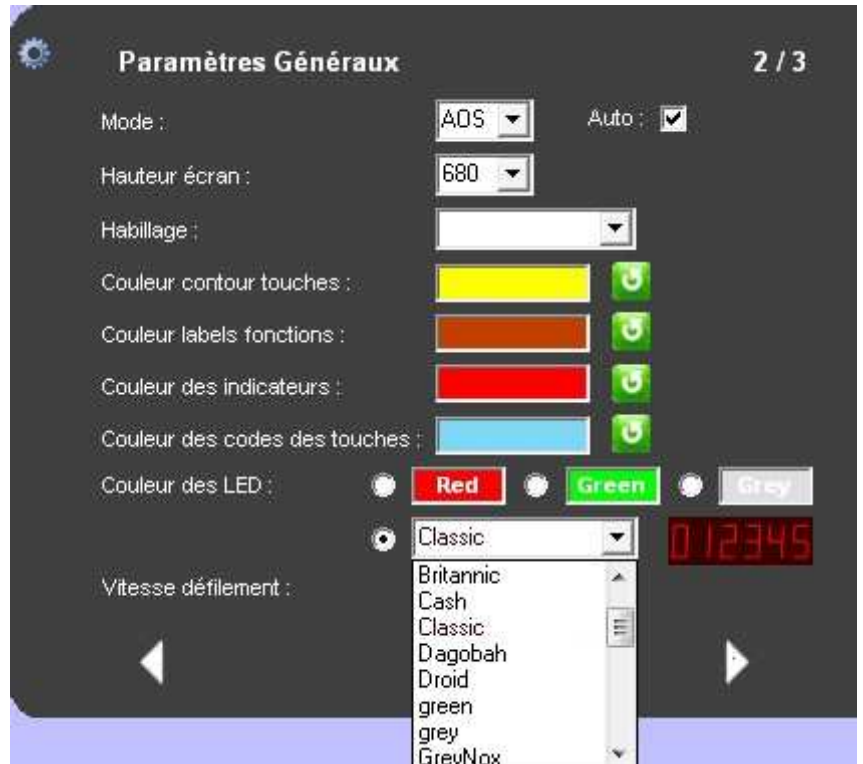 Paramètres Généraux 2 / 3
Mode : AOS Auto :
Hauteur écran : 680
Habillage :
Couleur contour touches :
Couleur labels fonctions :
Couleur des indicateurs :
Couleur des codes des touches :
Couleur des LED : Red Green Grey
Classic 012345
Britannic
Vitesse défilement :
Cash
Classic
Dagobah
Droid
green
grey
GreyNox